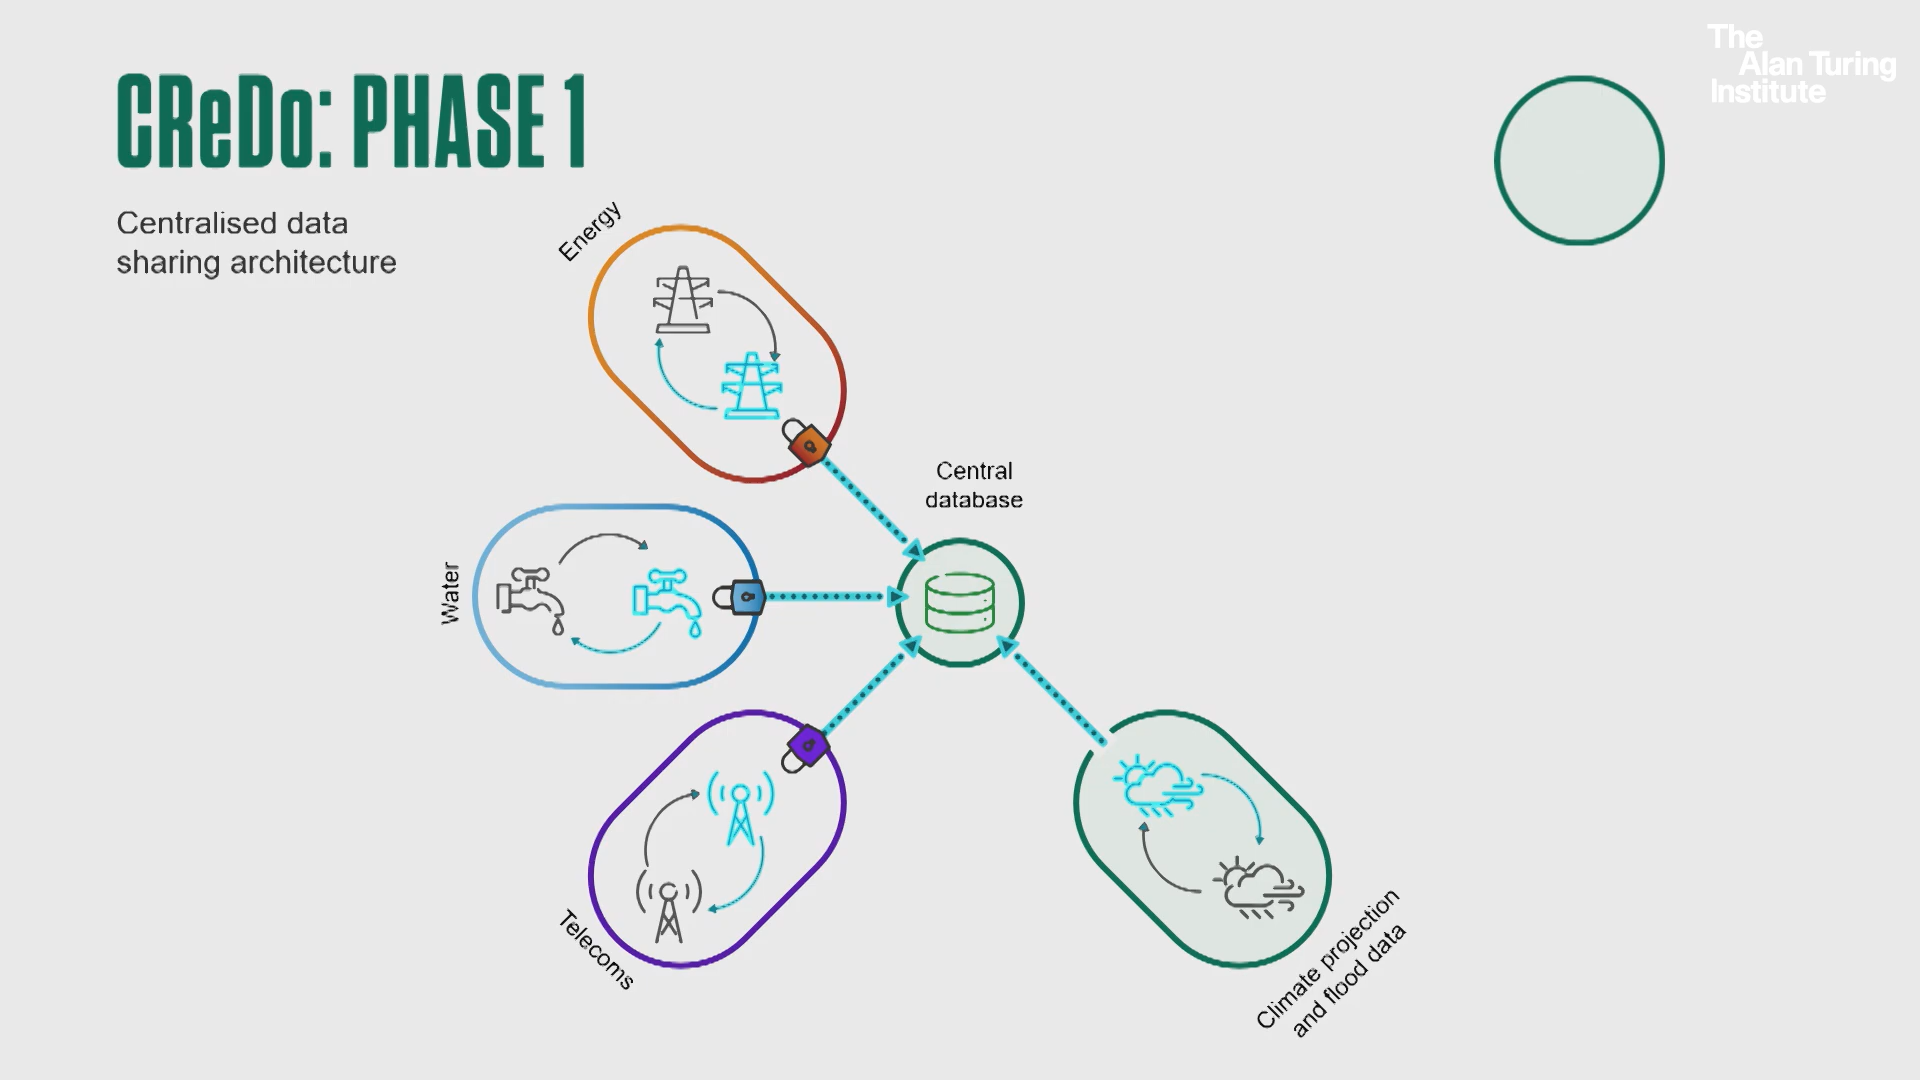 The
Alan Turing
Institute
CReDo: PHASE 1
Centralised data
sharing architecture
Energy
Central
database
Water
Telecoms
Climate projection
and flood data